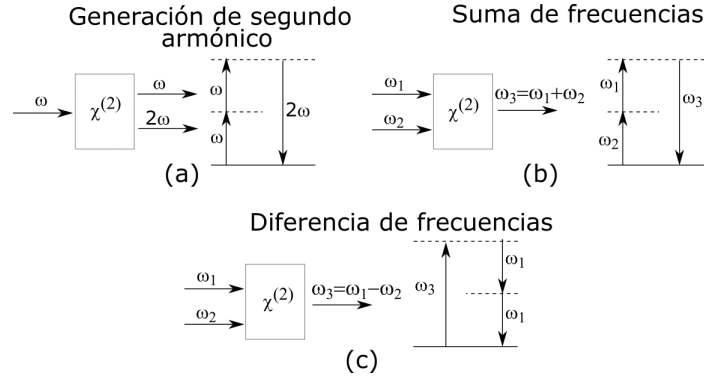 Generación de segundo
armónico
ω
χ(2)
ω
2ω
ω
ω
2ω
(a)
Suma de frecuencias
ω1
ω2
χ(2)
ω3=ω1+ω2
ω1
ω2
ω3
(b)
Diferencia de frecuencias
ω1
ω2
χ(2)
ω3=ω1−ω2
ω3
ω1
ω1
(c)